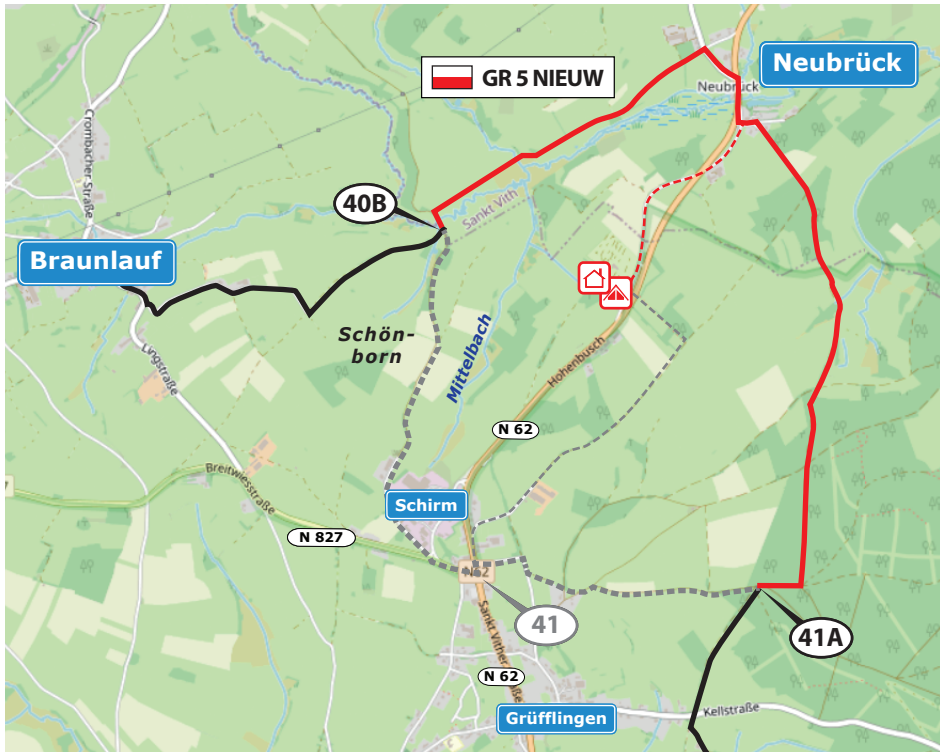 GR 5 NIEUW
Neubrück
Neubrück
Crombacher-Straße
40B
Sankt Vith
Braunlauf
Schön-
born
Mittelbach
Hohenbusch
Lingstraße
N 62
Breitwiesstraße
Schirm
N 827
N62
41
41A
Sankt Vither Straße
N 62
Grüfflingen
Kellstraße